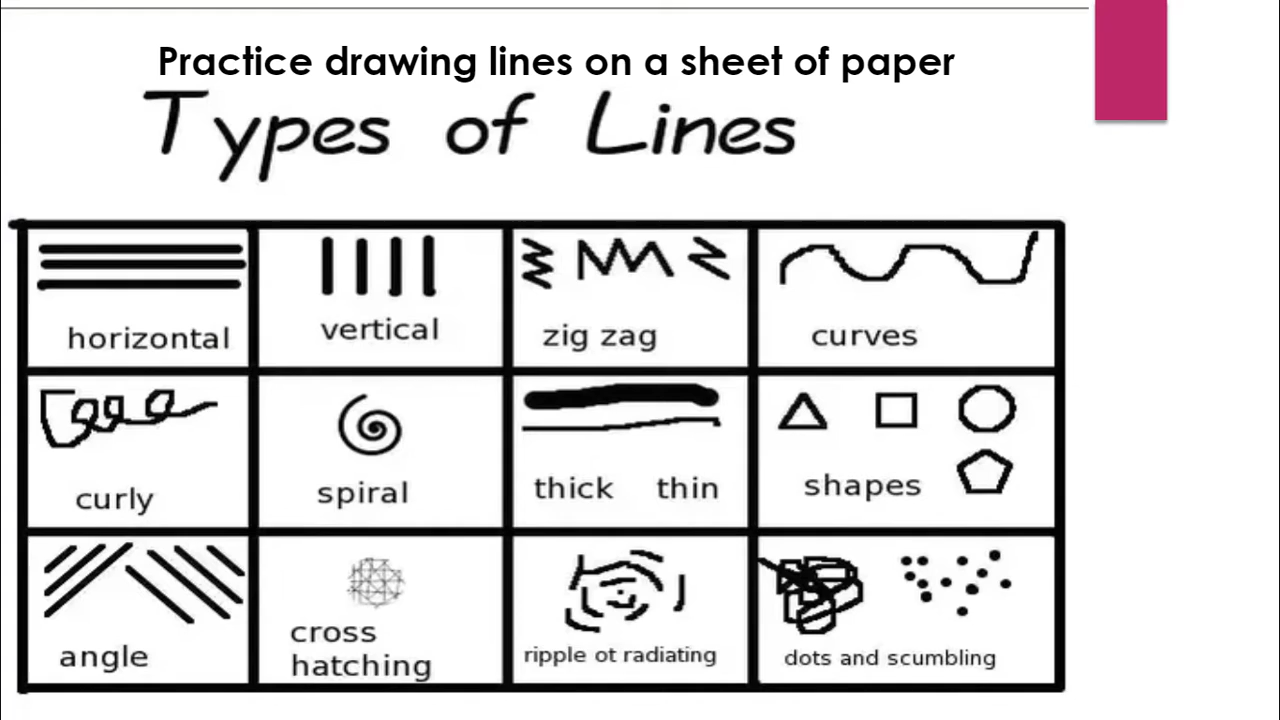 Practice drawing lines on a sheet of paper
Types of Lines
horizontal
vertical
zig zag
curves
curly
spiral
thick thin
shapes
angle
cross
hatching
ripple ot radiating
dots and scumbling